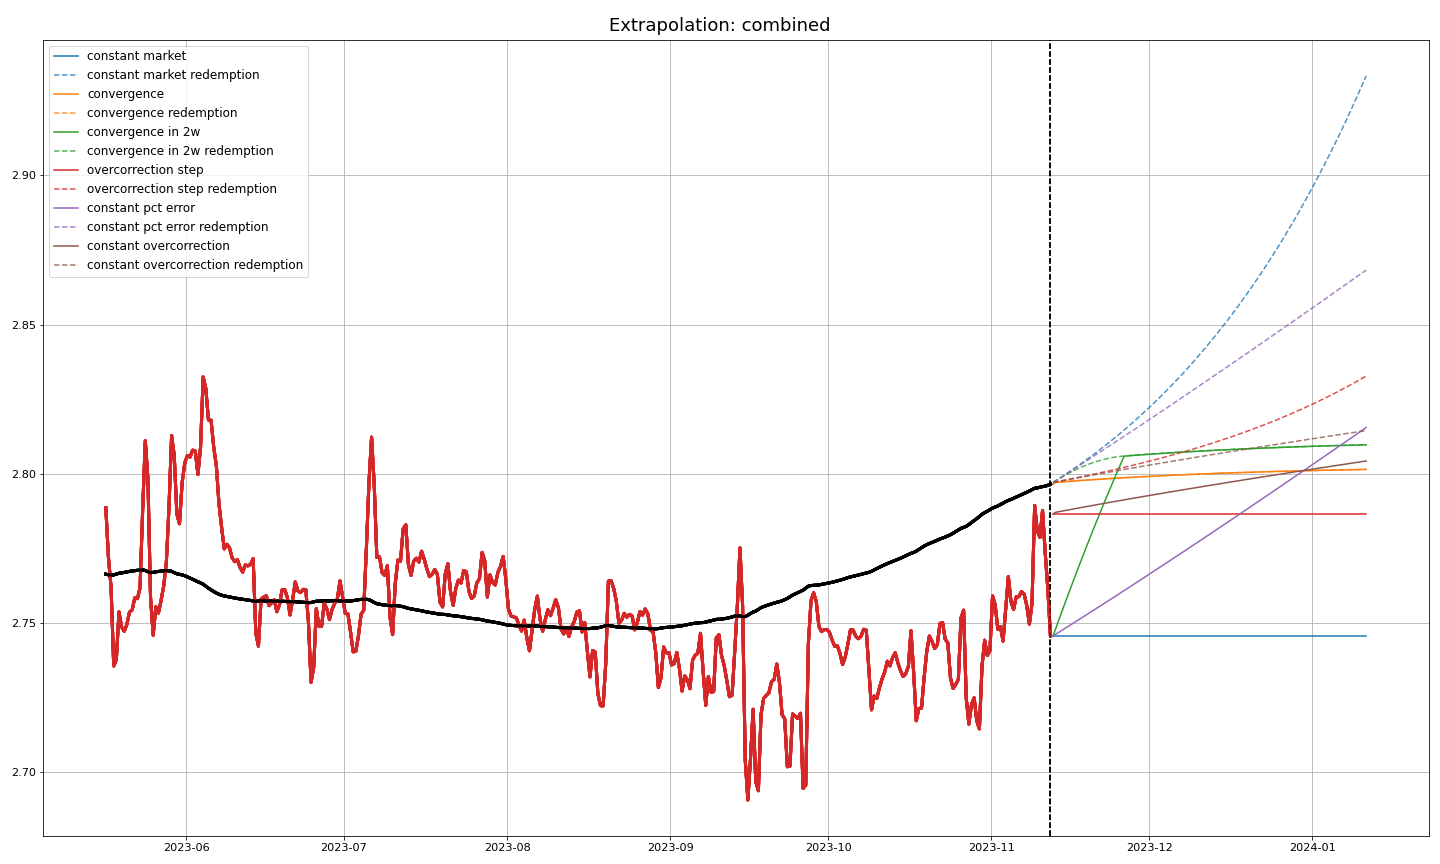 Extrapolation: combined
constant market
constant market redemption
convergence
convergence redemption
convergence in 2w
convergence in 2w redemption
overcorrection step
overcorrection step redemption
constant pct error
constant pct error redemption
constant overcorrection
constant overcorrection redemption
2.90
2.85
2.80
2.75
2.70
2023-06 2023-07 2023-08 2023-09 2023-10 2023-11 2023-12 2024-01